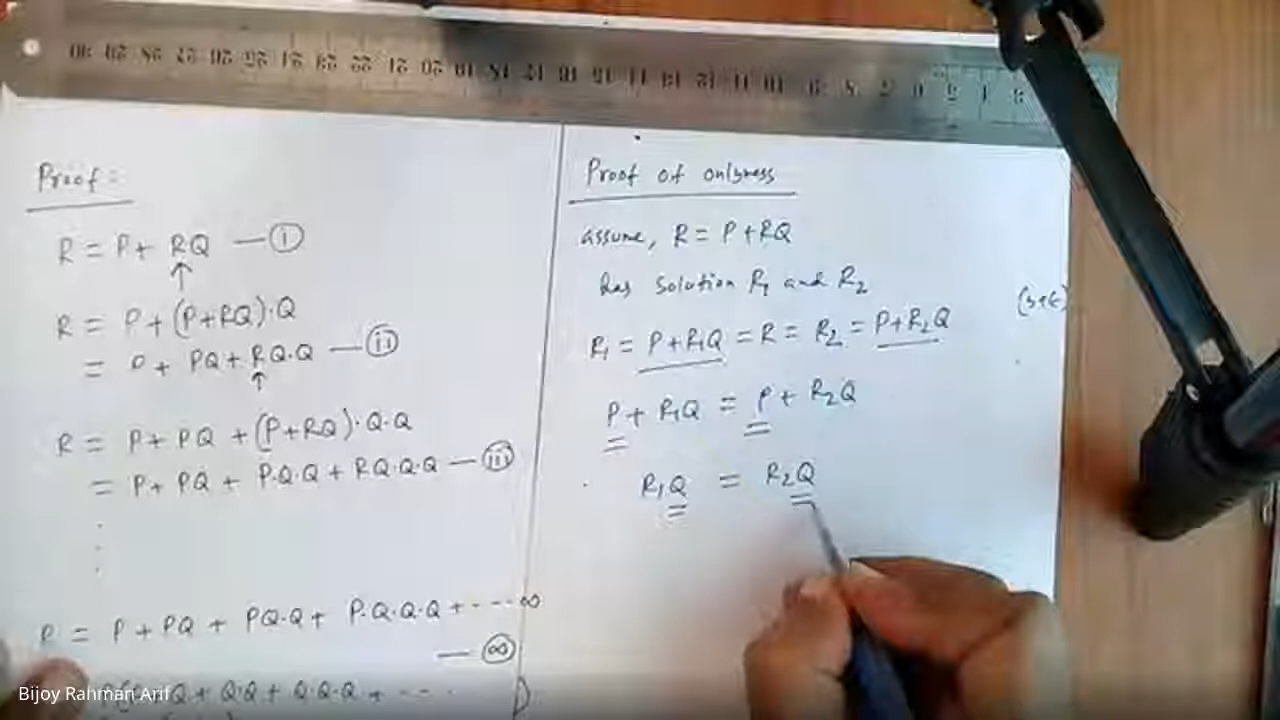 Proof:
R = P + RQ — (i)
↑
R = P + (P+RQ)·Q
= P + PQ + RQ·Q — (ii)
↑
R = P + PQ + (P+RQ)·Q·Q
= P + PQ + P·Q·Q + RQ·Q·Q — (iii)
.
.
.
R = P + PQ + PQ·Q + P·Q·Q·Q + --- ∞
— (∞)
Q + Q·Q + Q·Q·Q + ---
Proof of onlyness
assume, R = P + RQ
has solution R₁ and R₂
R₁ = P+R₁Q = R = R₂ = P+R₂Q
P + R₁Q = P + R₂Q
R₁Q = R₂Q
Bijoy Rahman Arif